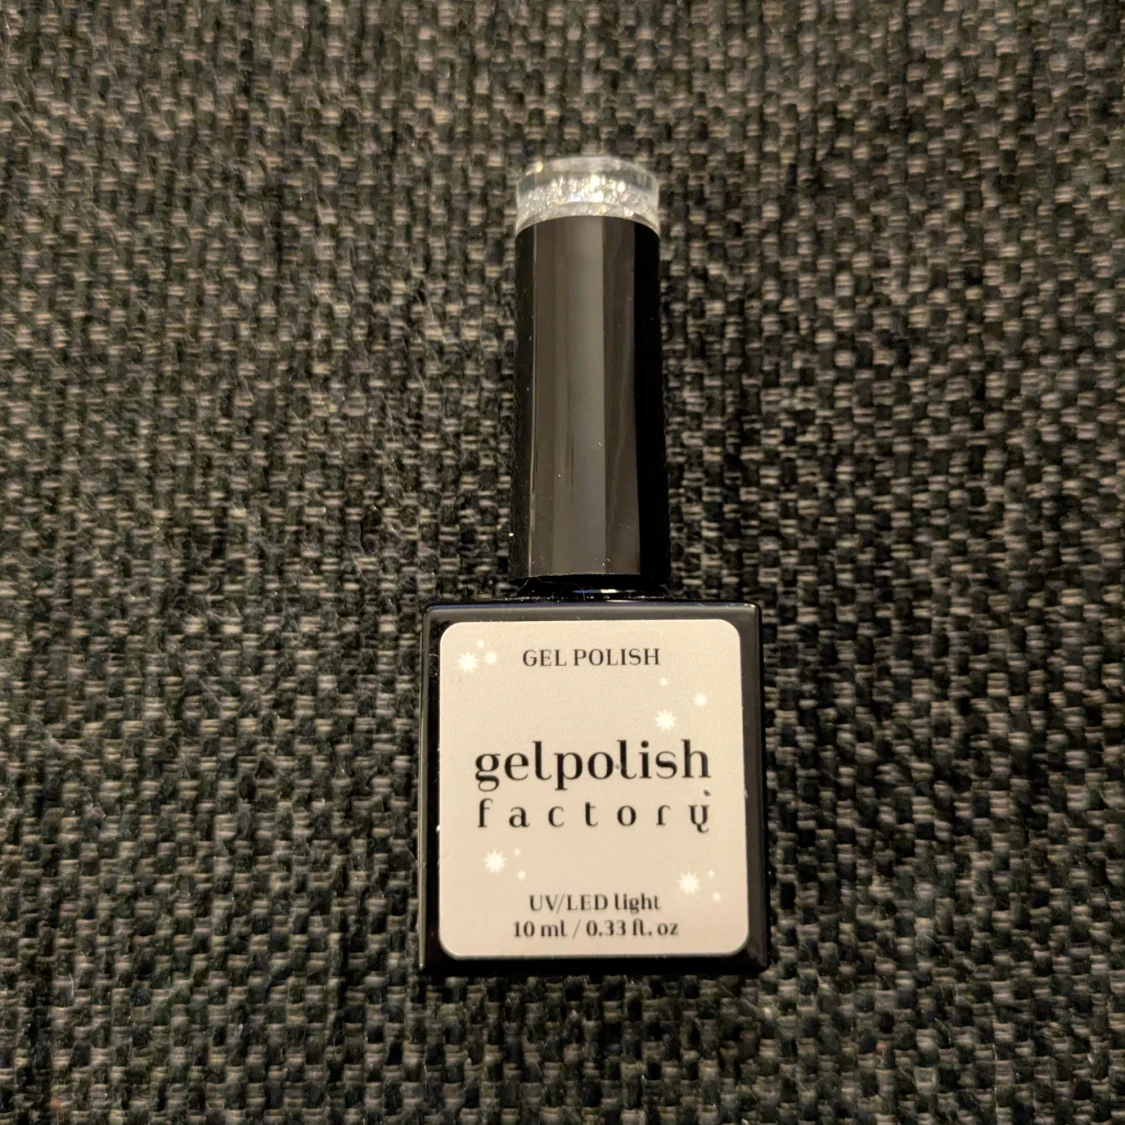 GEL POLISH
gelpolish
factory
UV/LED light
10 ml / 0.33 fl. oz